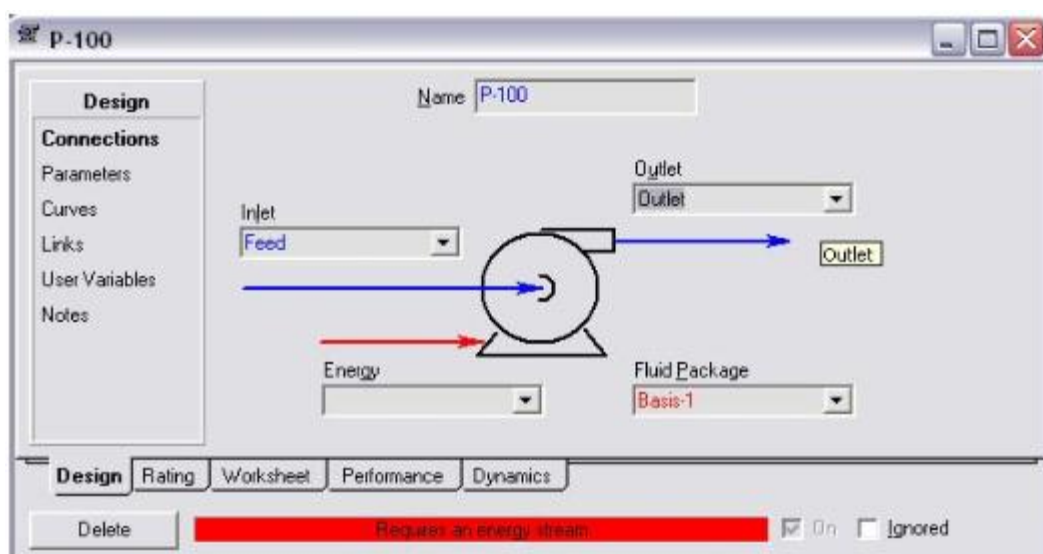 P-100
Design
Connections
Parameters
Curves
Links
User Variables
Notes
Name P-100
Outlet
Outlet
Inlet
Feed
Outlet
Energy
Fluid Package
Basis-1
Design Rating Worksheet Performance Dynamics
Delete Requires an energy stream On Ignored